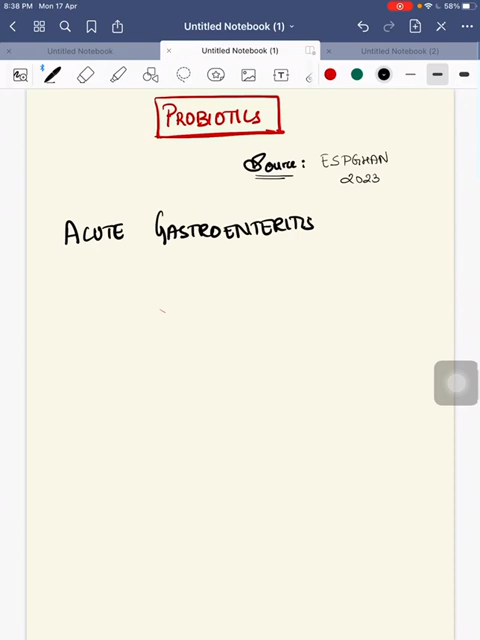 8:38 PM Mon 17 Apr 58%
Untitled Notebook (1)
Untitled Notebook Untitled Notebook (1) Untitled Notebook (2)
PROBIOTICS
Source: ESPGHAN
2023
ACUTE GASTROENTERITIS